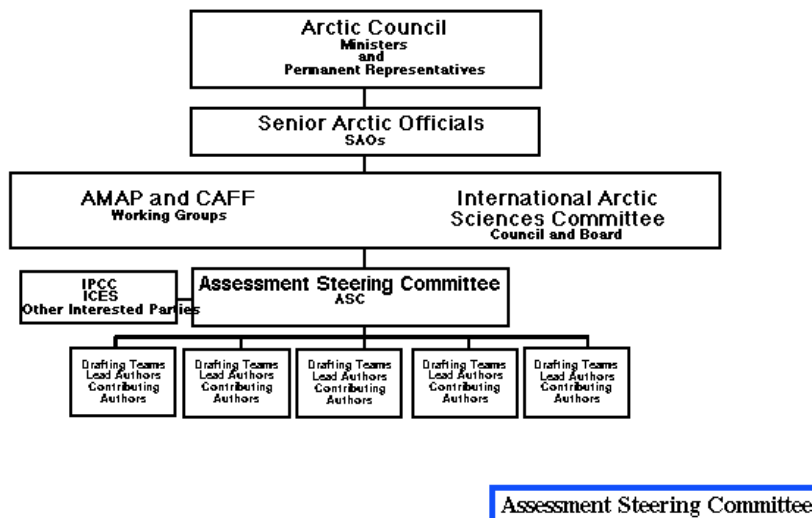 Arctic Council
Ministers
and
Permanent Representatives
Senior Arctic Officials
SAOs
AMAP and CAFF
Working Groups
International Arctic
Sciences Committee
Council and Board
IPCC
ICES
Other Interested Parties
Assessment Steering Committee
ASC
Drafting Teams
Lead Authors
Contributing
Authors
Drafting Teams
Lead Authors
Contributing
Authors
Drafting Teams
Lead Authors
Contributing
Authors
Drafting Teams
Lead Authors
Contributing
Authors
Drafting Teams
Lead Authors
Contributing
Authors
Assessment Steering Committee